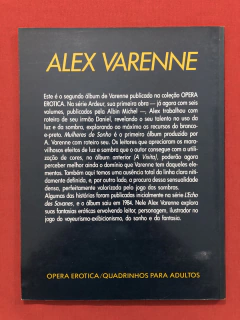 ALEX VARENNE
Este é o segundo álbum de Varenne publicado na coleção OPERA
EROTICA. Na série Ardeur, sua primeira obra — já agora com seis
volumes, publicados pela Albin Michel —, Alex trabalhou com
roteiro de seu irmão Daniel, revelando o seu talento no uso da
luz e da sombra, explorando ao máximo os recursos do branco-
e-preto, Mulheres de Sonho é o primeiro álbum produzido por
A. Varenne com roteiro seu. Os leitores que apreciaram os mara-
vilhosos efeitos de luz e sombra que o autor consegue com a utili-
zação de cores, no álbum anterior (A Visita), poderão agora
perceber melhor ainda o domínio que Varenne tem daqueles ele-
mentos. Também aqui temos uma ausência total da linha clara niti-
damente definida, e, por outro lado, a procura dessa sensualidade
densa, perfeitamente valorizada pelo jogo das sombras.
Algumas das histórias foram publicadas inicialmente na série L'Echo
des Savanes, e o álbum saiu em 1984. Nele Alex Varenne explora
suas fantasias eróticas envolvendo leitor, personagem, ilustrador no
jogo do voyeurismo-exibicionismo, do sonho e da fantasia.
OPERA EROTICA/QUADRINHOS PARA ADULTOS